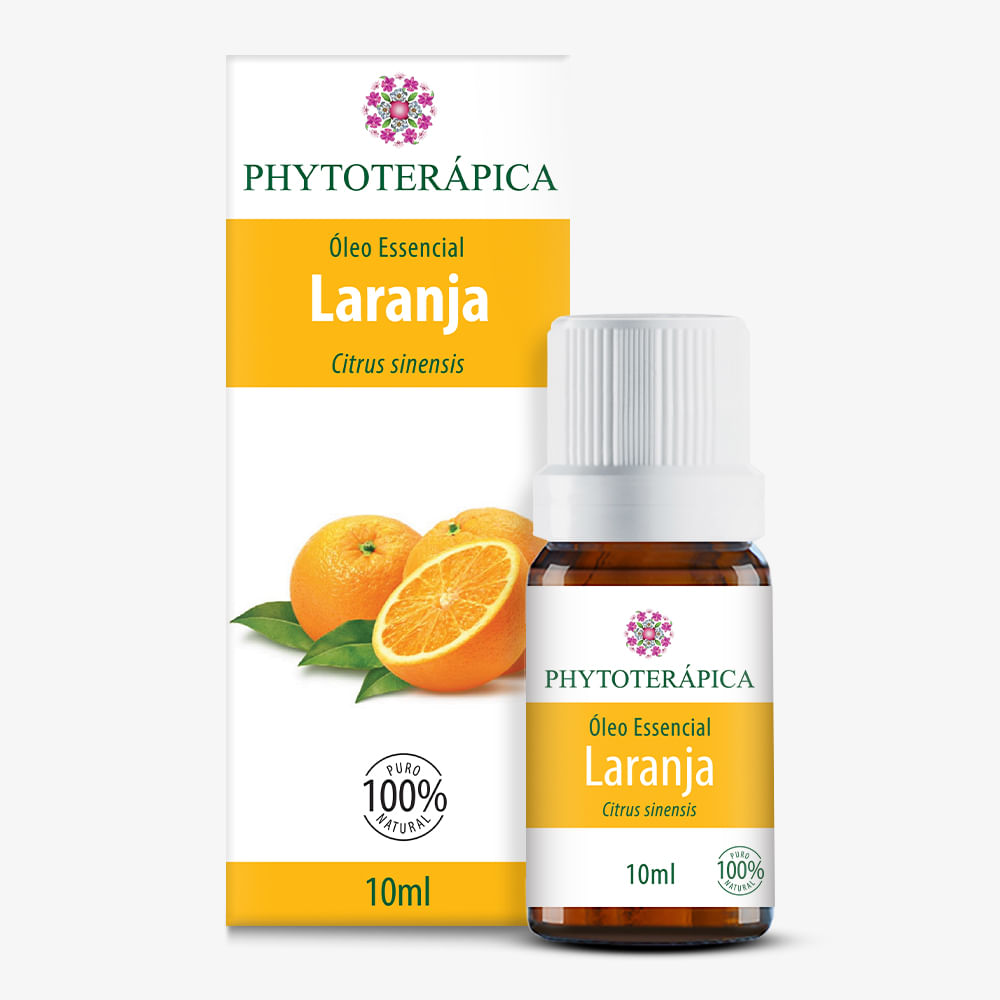 PHYTOTERÁPICA
Óleo Essencial
Laranja
Citrus sinensis
PURO
100%
NATURAL
10ml
PHYTOTERÁPICA
Óleo Essencial
Laranja
Citrus sinensis
10ml
PURO
100%
NATURAL